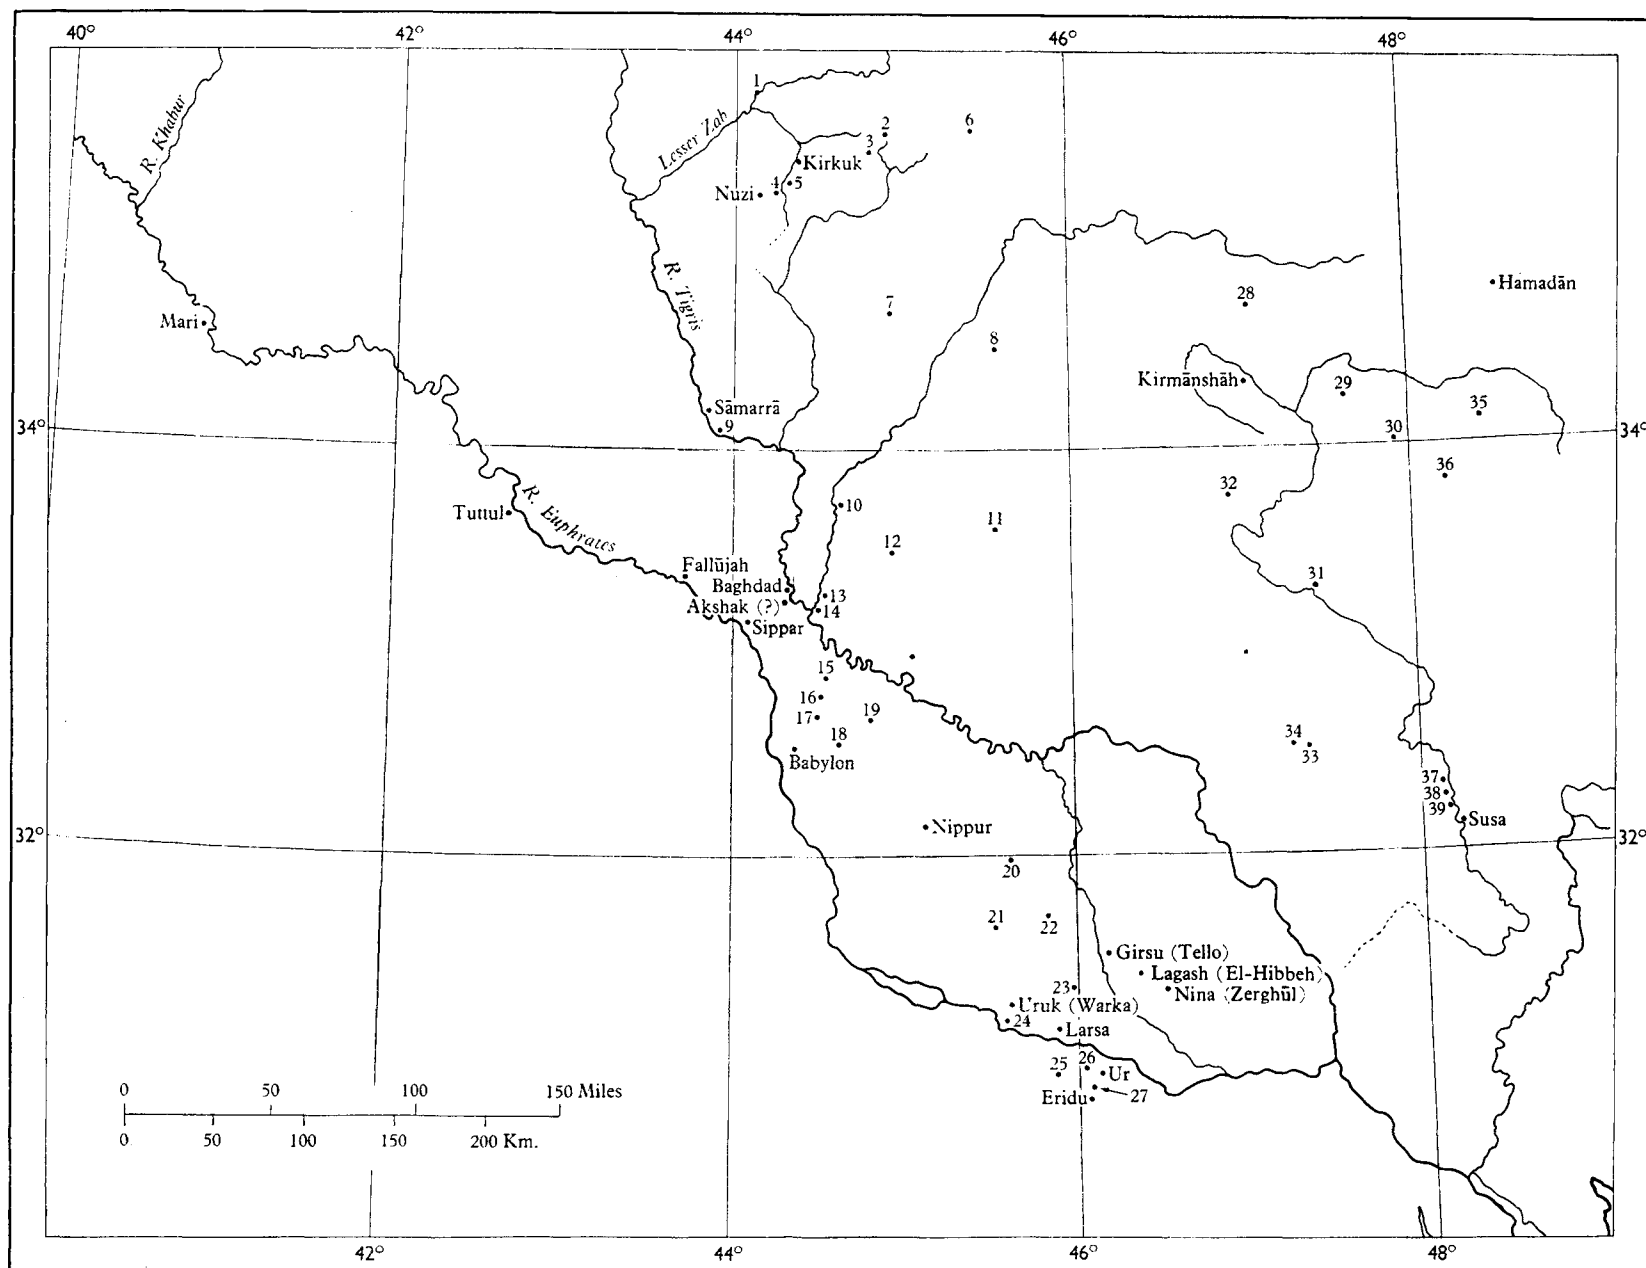 40° 42° 44° 46° 48°
1
R. Khabur
Lesser Zab
2
6
3
Kirkuk
Nuzi
4
5
R. Tigris
Hamadān
28
7
Mari
8
Kirmānshāh
29
35
Sāmarrā
9
34°
34°
30
36
32
R. Euphrates
10
Tuttul
11
12
Fallūjah
Baghdad
13
Akshak (?)
14
Sippar
31
15
16
17
19
18
Babylon
34
33
37
38
39
Susa
Nippur
32°
32°
20
21
22
Girsu (Tello)
Lagash (El-Hibbeh)
23
Nina (Zerghūl)
Uruk (Warka)
24
Larsa
25
26
Ur
27
Eridu
0 50 100 150 Miles
0 50 100 150 200 Km.
42° 44° 46° 48°